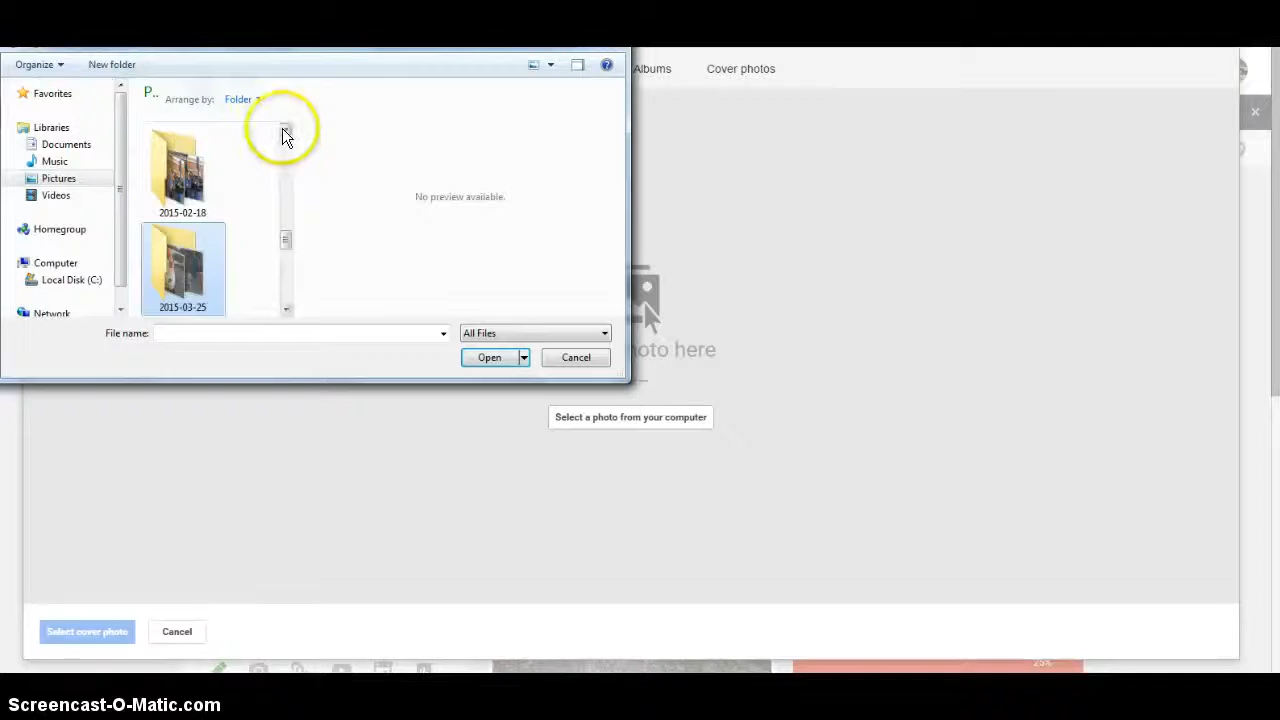 Organize New folder
Albums Cover photos
P.. Arrange by: Folder
Favorites
Libraries
Documents
Music
Pictures
Videos
Homegroup
Computer
Local Disk (C:)
Network
2015-02-18
2015-03-25
No preview available.
File name: All Files
Open Cancel
photo here
Select a photo from your computer
Select cover photo Cancel
25%
Screencast-O-Matic.com